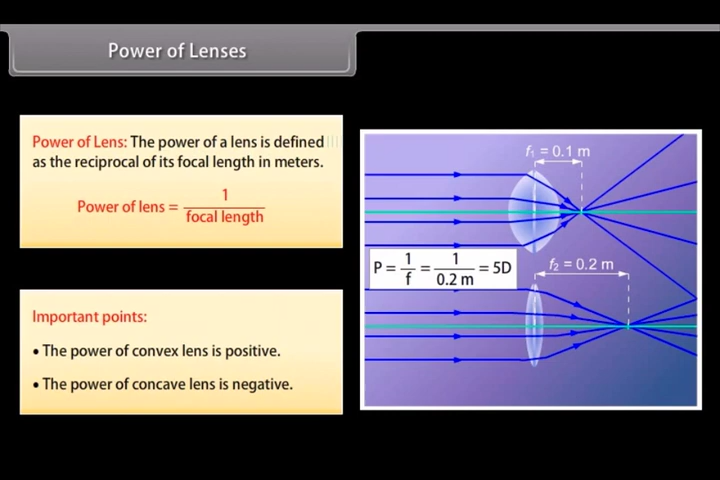 Power of Lenses
Power of Lens: The power of a lens is defined
as the reciprocal of its focal length in meters.
Power of lens = 1 / focal length
Important points:
• The power of convex lens is positive.
• The power of concave lens is negative.
f₁ = 0.1 m
P = 1/f = 1/0.2 m = 5D
f₂ = 0.2 m